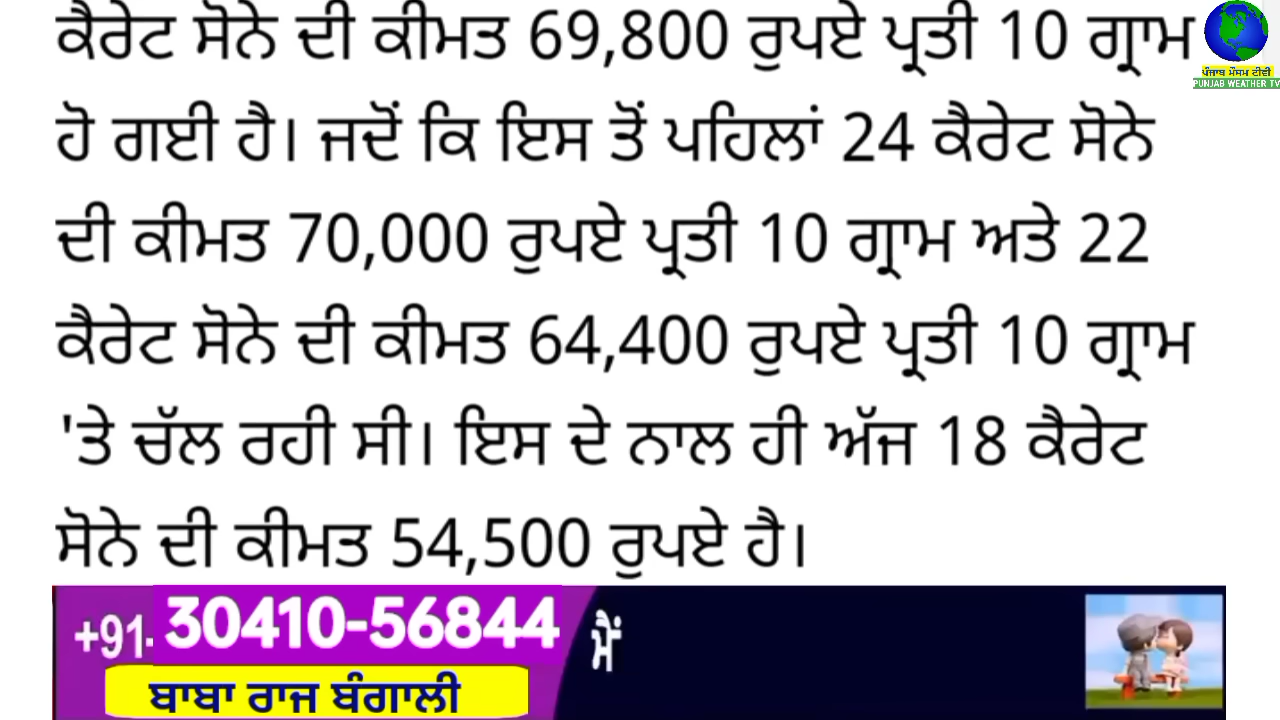 ਕੈਰੇਟ ਸੋਨੇ ਦੀ ਕੀਮਤ 69,800 ਰੁਪਏ ਪ੍ਰਤੀ 10 ਗ੍ਰਾਮ
ਹੋ ਗਈ ਹੈ। ਜਦੋਂ ਕਿ ਇਸ ਤੋਂ ਪਹਿਲਾਂ 24 ਕੈਰੇਟ ਸੋਨੇ
ਦੀ ਕੀਮਤ 70,000 ਰੁਪਏ ਪ੍ਰਤੀ 10 ਗ੍ਰਾਮ ਅਤੇ 22
ਕੈਰੇਟ ਸੋਨੇ ਦੀ ਕੀਮਤ 64,400 ਰੁਪਏ ਪ੍ਰਤੀ 10 ਗ੍ਰਾਮ
'ਤੇ ਚੱਲ ਰਹੀ ਸੀ। ਇਸ ਦੇ ਨਾਲ ਹੀ ਅੱਜ 18 ਕੈਰੇਟ
ਸੋਨੇ ਦੀ ਕੀਮਤ 54,500 ਰੁਪਏ ਹੈ।
ਪੰਜਾਬ ਮੌਸਮ ਟੀਵੀ
PUNJAB WEATHER TV
+91- 30410-56844
ਮੈਂ
ਬਾਬਾ ਰਾਜ ਬੰਗਾਲੀ